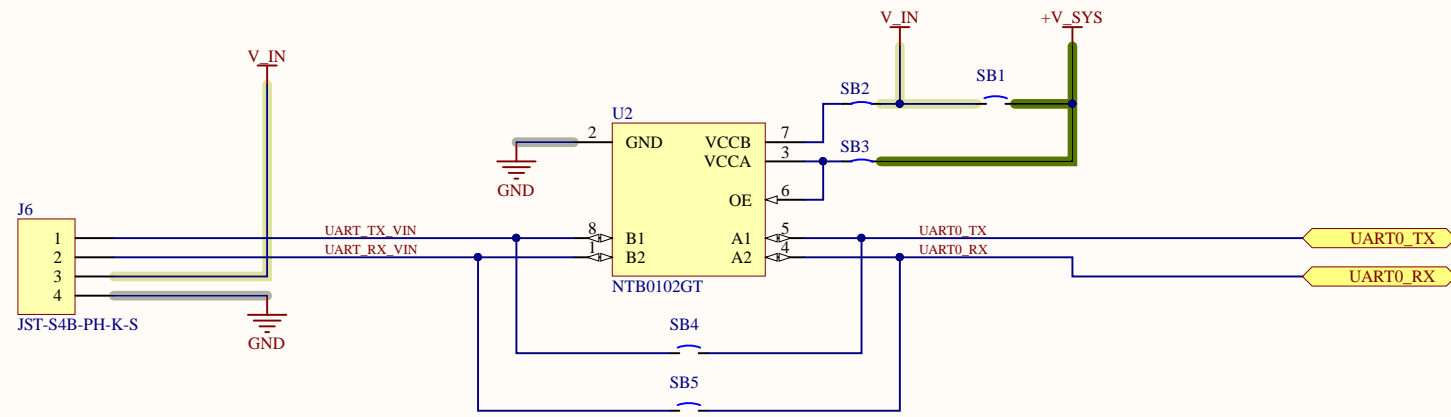 V_IN
+V_SYS
V_IN
SB2
SB1
U2
2
GND
VCCB
7
VCCA
3
SB3
GND
OE
6
J6
1
UART_TX_VIN
8
B1
A1
5
UART0_TX
UART0_TX
2
UART_RX_VIN
1
B2
A2
4
UART0_RX
UART0_RX
3
4
NTB0102GT
JST-S4B-PH-K-S
GND
SB4
SB5